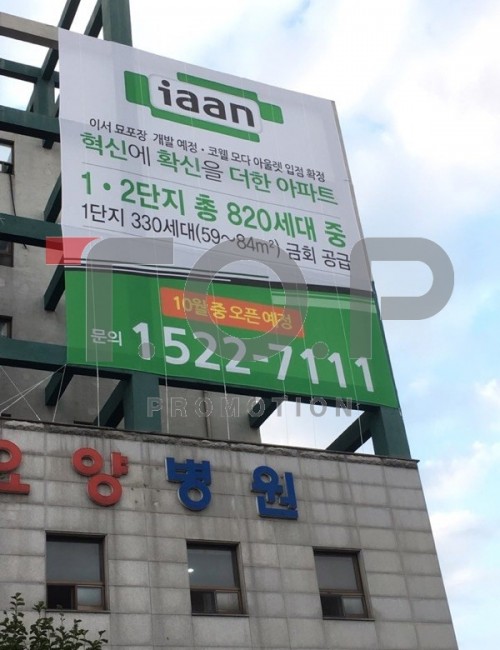 iaan
이서 묘포장 개발 예정 • 코웰 모다 아울렛 입점 확정
혁신에 확신을 더한 아파트
1 • 2단지 총 820세대 중
1단지 330세대(59~84㎡) 금회 공급
10월 중 오픈 예정
문의 1522-7111
T.O.P
PROMOTION
요양병원